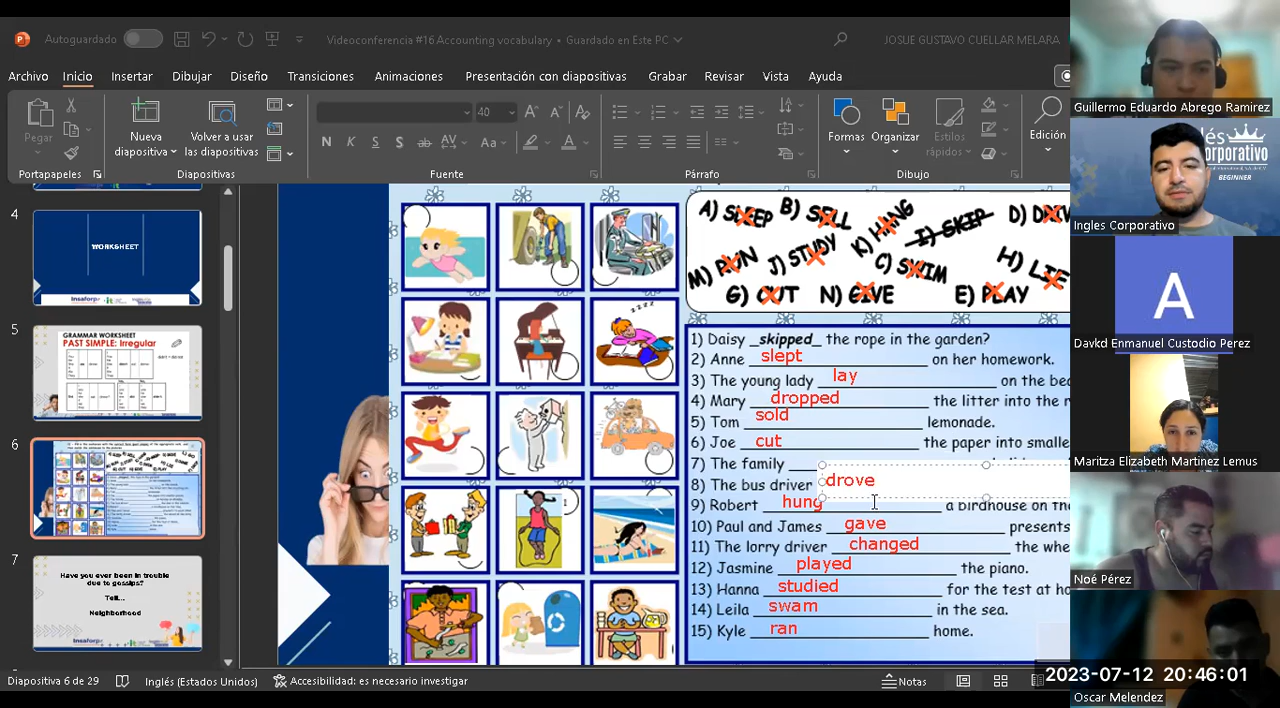 Autoguardado
Videoconferencia #16 Accounting vocabulary • Guardado en Este PC
JOSUE GUSTAVO CUELLAR MELARA
Archivo Inicio Insertar Dibujar Diseño Transiciones Animaciones Presentación con diapositivas Grabar Revisar Vista Ayuda
Pegar
Nueva diapositiva
Volver a usar las diapositivas
40
N K S S ab AV Aa A
Formas
Organizar
Estilos rápidos
Edición
Portapapeles
Diapositivas
Fuente
Párrafo
Dibujo
4
WORKSHEET
5
GRAMMAR WORKSHEET
PAST SIMPLE: Irregular
6
7
Have you ever been in trouble
due to gossips?
Tell...
Neighborhood
A) SLEEP B) SELL K) HANG I) SKIP
M) RUN J) STUDY C) SWIM H)
G) CUT N) GIVE E) PLAY
1) Daisy _skipped_ the rope in the garden?
2) Anne slept on her homework.
3) The young lady lay on the
4) Mary dropped the litter into the
5) Tom sold lemonade.
6) Joe cut the paper into smaller
7) The family
8) The bus driver drove
9) Robert hung a birdhouse on the
10) Paul and James gave presents
11) The lorry driver changed the
12) Jasmine played the piano.
13) Hanna studied for the test at
14) Leila swam in the sea.
15) Kyle ran home.
Diapositiva 6 de 29
Inglés (Estados Unidos)
Accesibilidad: es necesario investigar
Notas
Guillermo Eduardo Abrego Ramirez
BEGINNER
Ingles Corporativo
A
Davkd Enmanuel Custodio Perez
Maritza Elizabeth Martinez Lemus
Noé Pérez
2023-07-12 20:46:01
Oscar Melendez